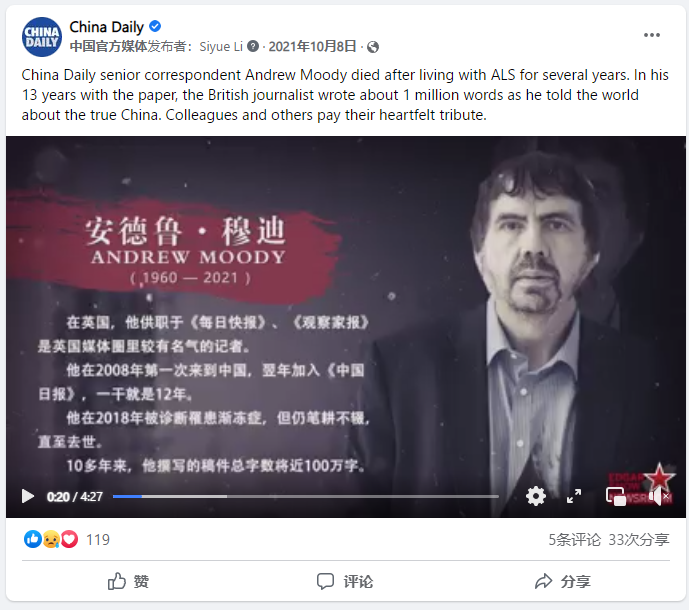 CHINA
DAILY
China Daily
中国官方媒体发布者：Siyue Li · 2021年10月8日 ·
China Daily senior correspondent Andrew Moody died after living with ALS for several years. In his
13 years with the paper, the British journalist wrote about 1 million words as he told the world
about the true China. Colleagues and others pay their heartfelt tribute.
安德鲁·穆迪
ANDREW MOODY
( 1960 — 2021 )
在英国，他供职于《每日快报》、《观察家报》
是英国媒体圈里较有名气的记者。
他在2008年第一次来到中国，翌年加入《中国
日报》，一干就是12年。
他在2018年被诊断罹患渐冻症，但仍笔耕不辍，
直至去世。
10多年来，他撰写的稿件总字数将近100万字。
EDGAR
SNOW
NEWSROOM
0:20 / 4:27
119
5条评论 33次分享
赞 评论 分享